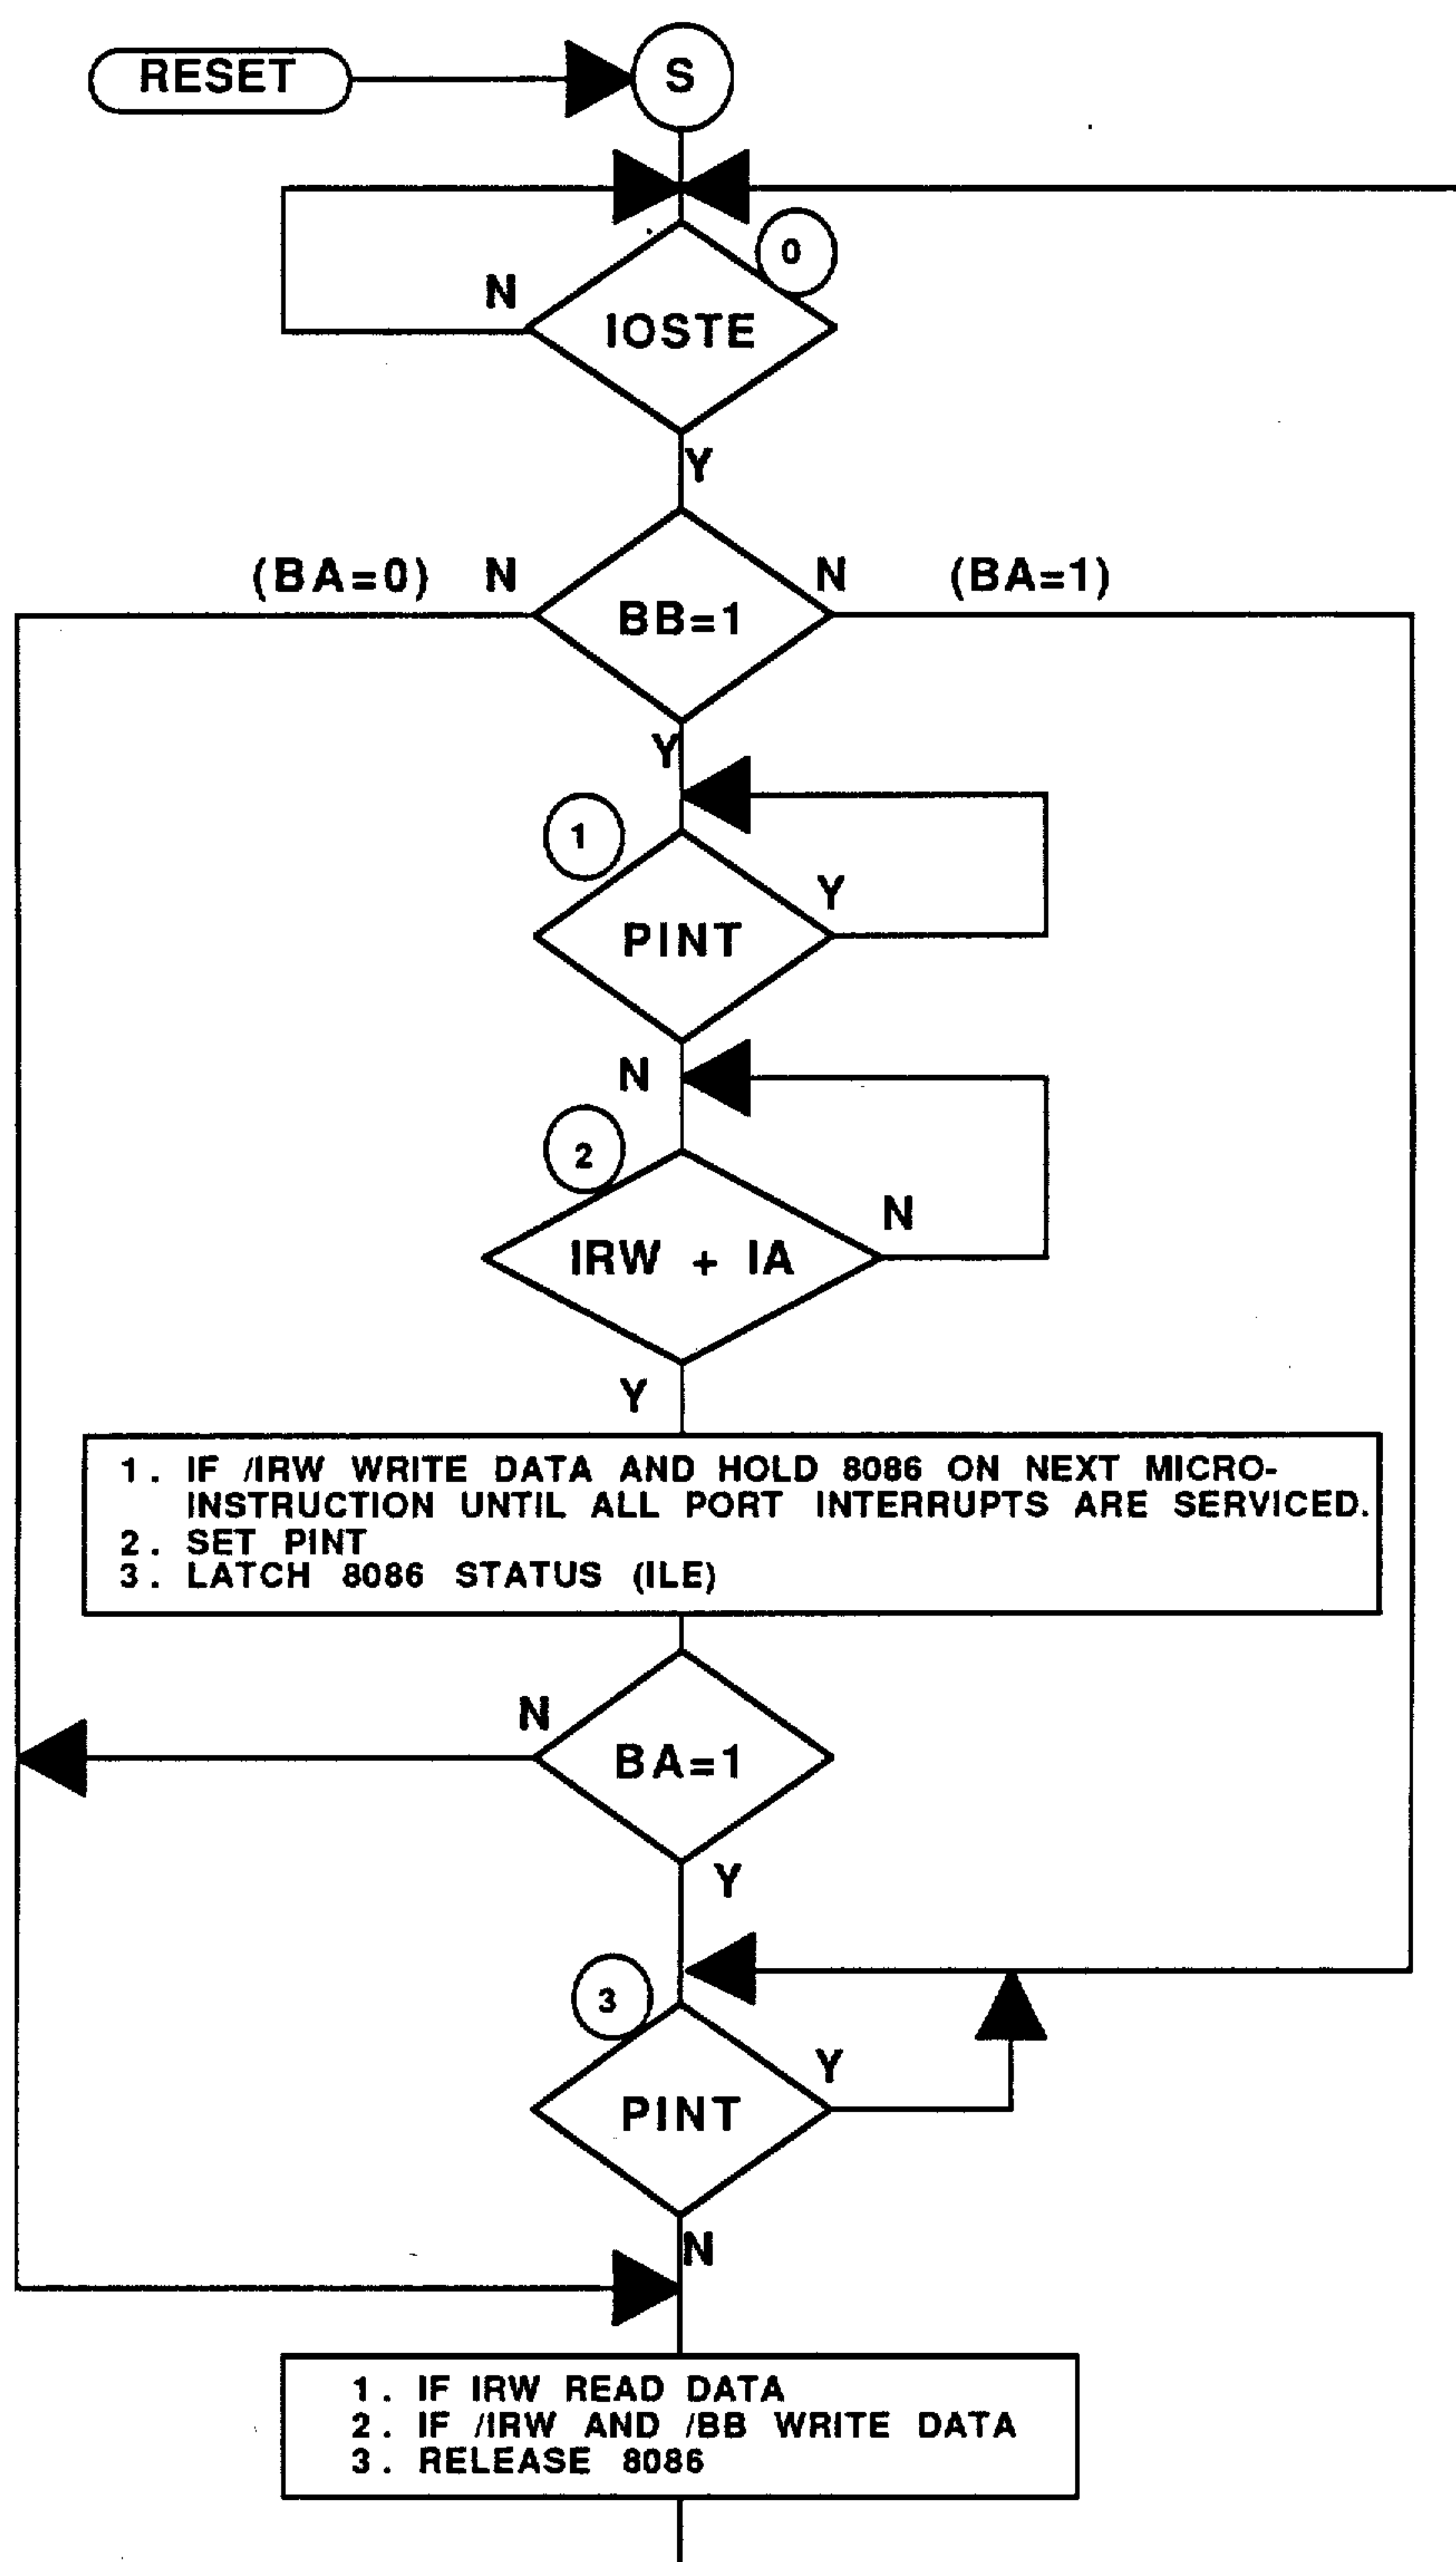 RESET
S
0
N
IOSTE
Y
(BA=0) N
N (BA=1)
BB=1
Y
1
Y
PINT
N
2
N
IRW + IA
Y
1. IF /IRW WRITE DATA AND HOLD 8086 ON NEXT MICRO-
INSTRUCTION UNTIL ALL PORT INTERRUPTS ARE SERVICED.
2. SET PINT
3. LATCH 8086 STATUS (ILE)
N
BA=1
Y
3
Y
PINT
N
1. IF IRW READ DATA
2. IF /IRW AND /BB WRITE DATA
3. RELEASE 8086